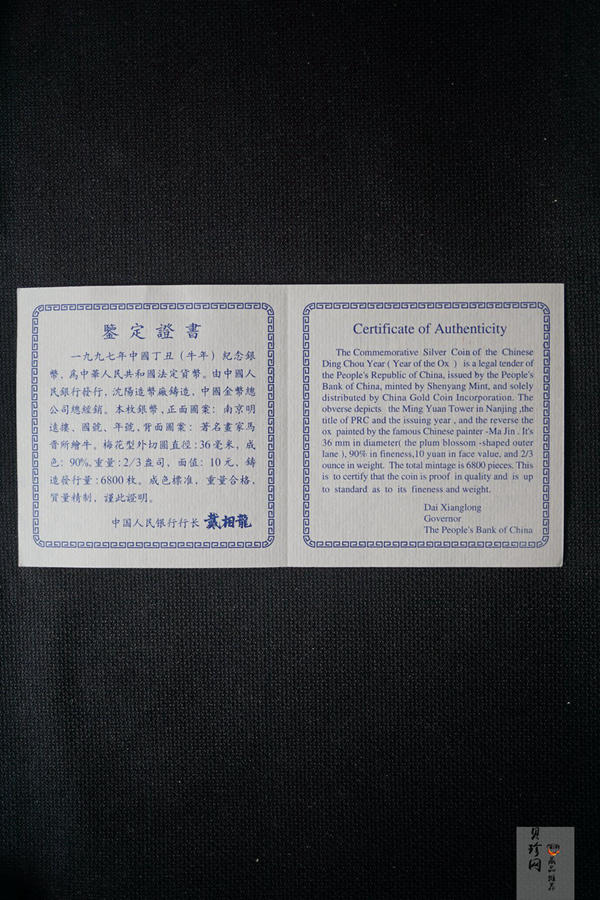 鑒定證書
一九九七年中國丁丑（牛年）紀念銀
幣，爲中華人民共和國法定貨幣。由中國人
民銀行發行，沈陽造幣廠鑄造，中國金幣總
公司總經銷。本枚銀幣，正面圖案：南京明
遠樓、國號、年號，背面圖案：著名畫家馬
晋所繪牛。梅花型外切圓直徑：36毫米，成
色：90%，重量：2/3盎司，面值：10元，鑄
造發行量：6800枚。成色標准，重量合格，
質量精制，謹此證明。
中國人民銀行行长 戴相龍
Certificate of Authenticity
The Commemorative Silver Coin of the Chinese
Ding Chou Year ( Year of the Ox ) is a legal tender of
the People's Republic of China, issued by the People's
Bank of China, minted by Shenyang Mint, and solely
distributed by China Gold Coin Incorporation. The
obverse depicts the Ming Yuan Tower in Nanjing ,the
title of PRC and the issuing year , and the reverse the
ox painted by the famous Chinese painter -Ma Jin . It's
36 mm in diameter( the plum blossom -shaped outer
lane ), 90% in fineness,10 yuan in face value, and 2/3
ounce in weight. The total mintage is 6800 pieces. This
is to certify that the coin is proof in quality and is up
to standard as to its fineness and weight.
Dai Xianglong
Governor
The People's Bank of China
貝珍网
藏品推荐